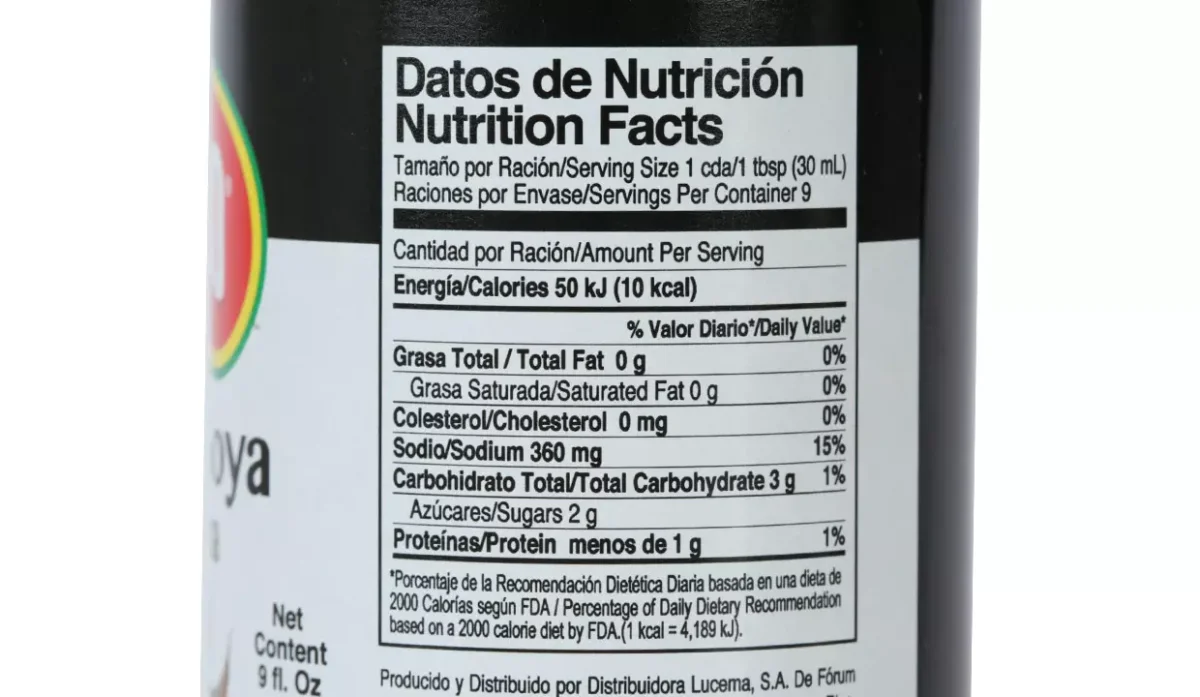 Datos de Nutrición
Nutrition Facts
Tamaño por Ración/Serving Size 1 cda/1 tbsp (30 mL)
Raciones por Envase/Servings Per Container 9
Cantidad por Ración/Amount Per Serving
Energía/Calories 50 kJ (10 kcal)
% Valor Diario*/Daily Value*
Grasa Total / Total Fat 0 g 0%
Grasa Saturada/Saturated Fat 0 g 0%
Colesterol/Cholesterol 0 mg 0%
Sodio/Sodium 360 mg 15%
Carbohidrato Total/Total Carbohydrate 3 g 1%
Azúcares/Sugars 2 g
Proteínas/Protein menos de 1 g 1%
*Porcentaje de la Recomendación Dietética Diaria basada en una dieta de
2000 Calorías según FDA / Percentage of Daily Dietary Recommendation
based on a 2000 calorie diet by FDA.(1 kcal = 4,189 kJ).
Producido y Distribuido por Distribuidora Lucema, S.A. De Fórum
oya
Net
Content
9 fl. Oz